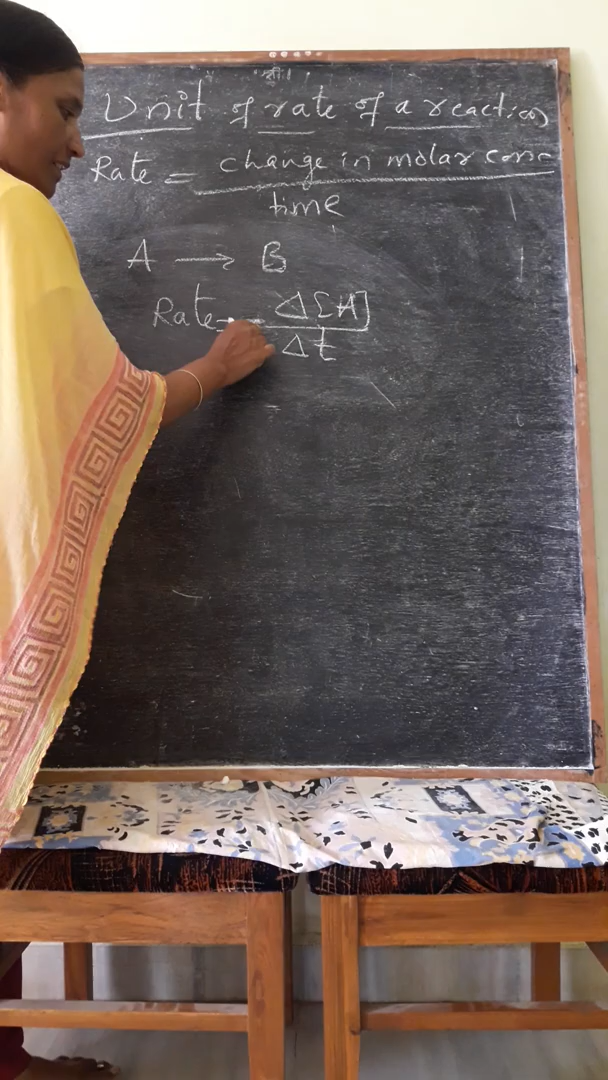 Unit of rate of a reaction
Rate = change in molar conc
time
A → B
Rate = - Δ[A]
Δt